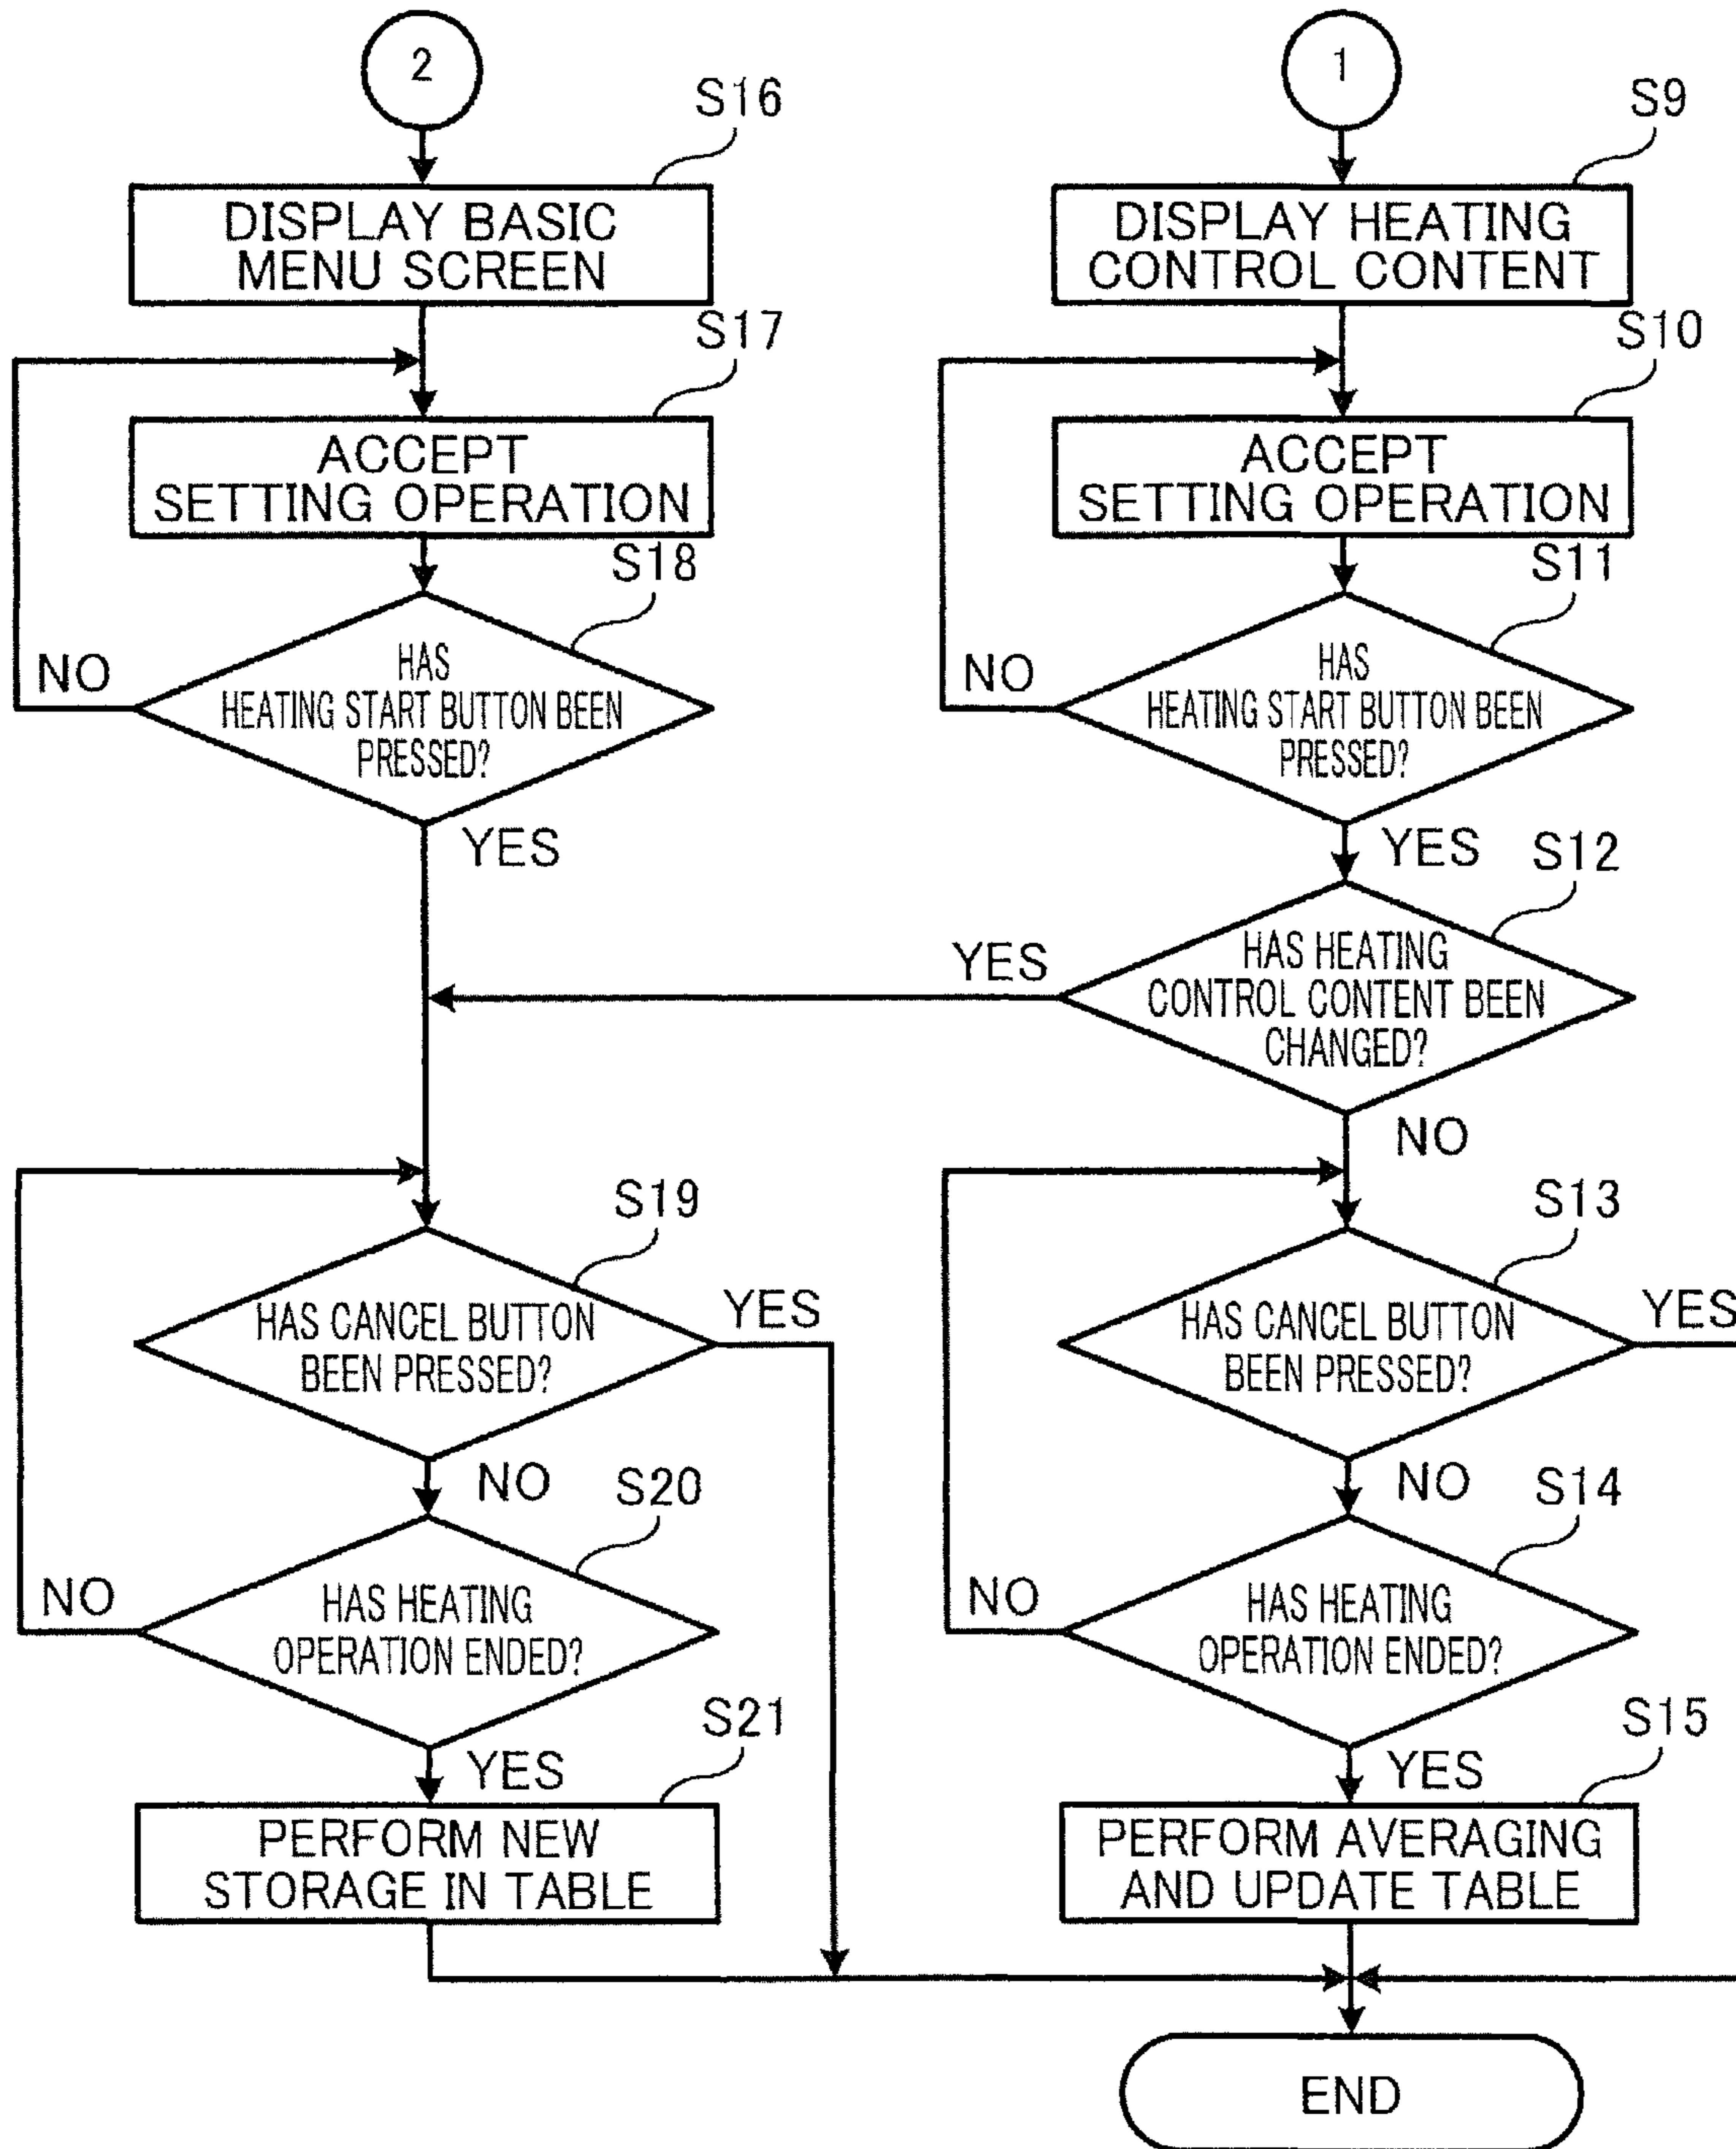 2
S16
DISPLAY BASIC
MENU SCREEN
S17
ACCEPT
SETTING OPERATION
S18
HAS
HEATING START BUTTON BEEN
PRESSED?
NO
YES
S19
HAS CANCEL BUTTON
BEEN PRESSED?
YES
NO
S20
HAS HEATING
OPERATION ENDED?
NO
YES
S21
PERFORM NEW
STORAGE IN TABLE
1
S9
DISPLAY HEATING
CONTROL CONTENT
S10
ACCEPT
SETTING OPERATION
S11
HAS
HEATING START BUTTON BEEN
PRESSED?
NO
YES
S12
HAS HEATING
CONTROL CONTENT BEEN
CHANGED?
YES
NO
S13
HAS CANCEL BUTTON
BEEN PRESSED?
YES
NO
S14
HAS HEATING
OPERATION ENDED?
NO
YES
S15
PERFORM AVERAGING
AND UPDATE TABLE
END